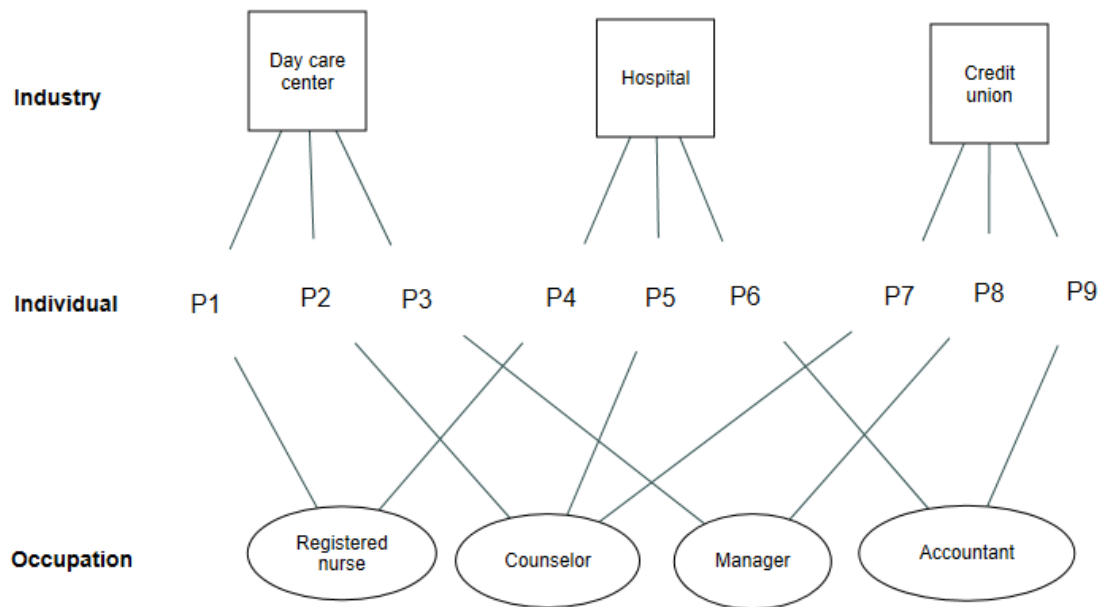 Day care
center
Hospital
Credit
union
Industry
Individual
P1
P2
P3
P4
P5
P6
P7
P8
P9
Occupation
Registered
nurse
Counselor
Manager
Accountant